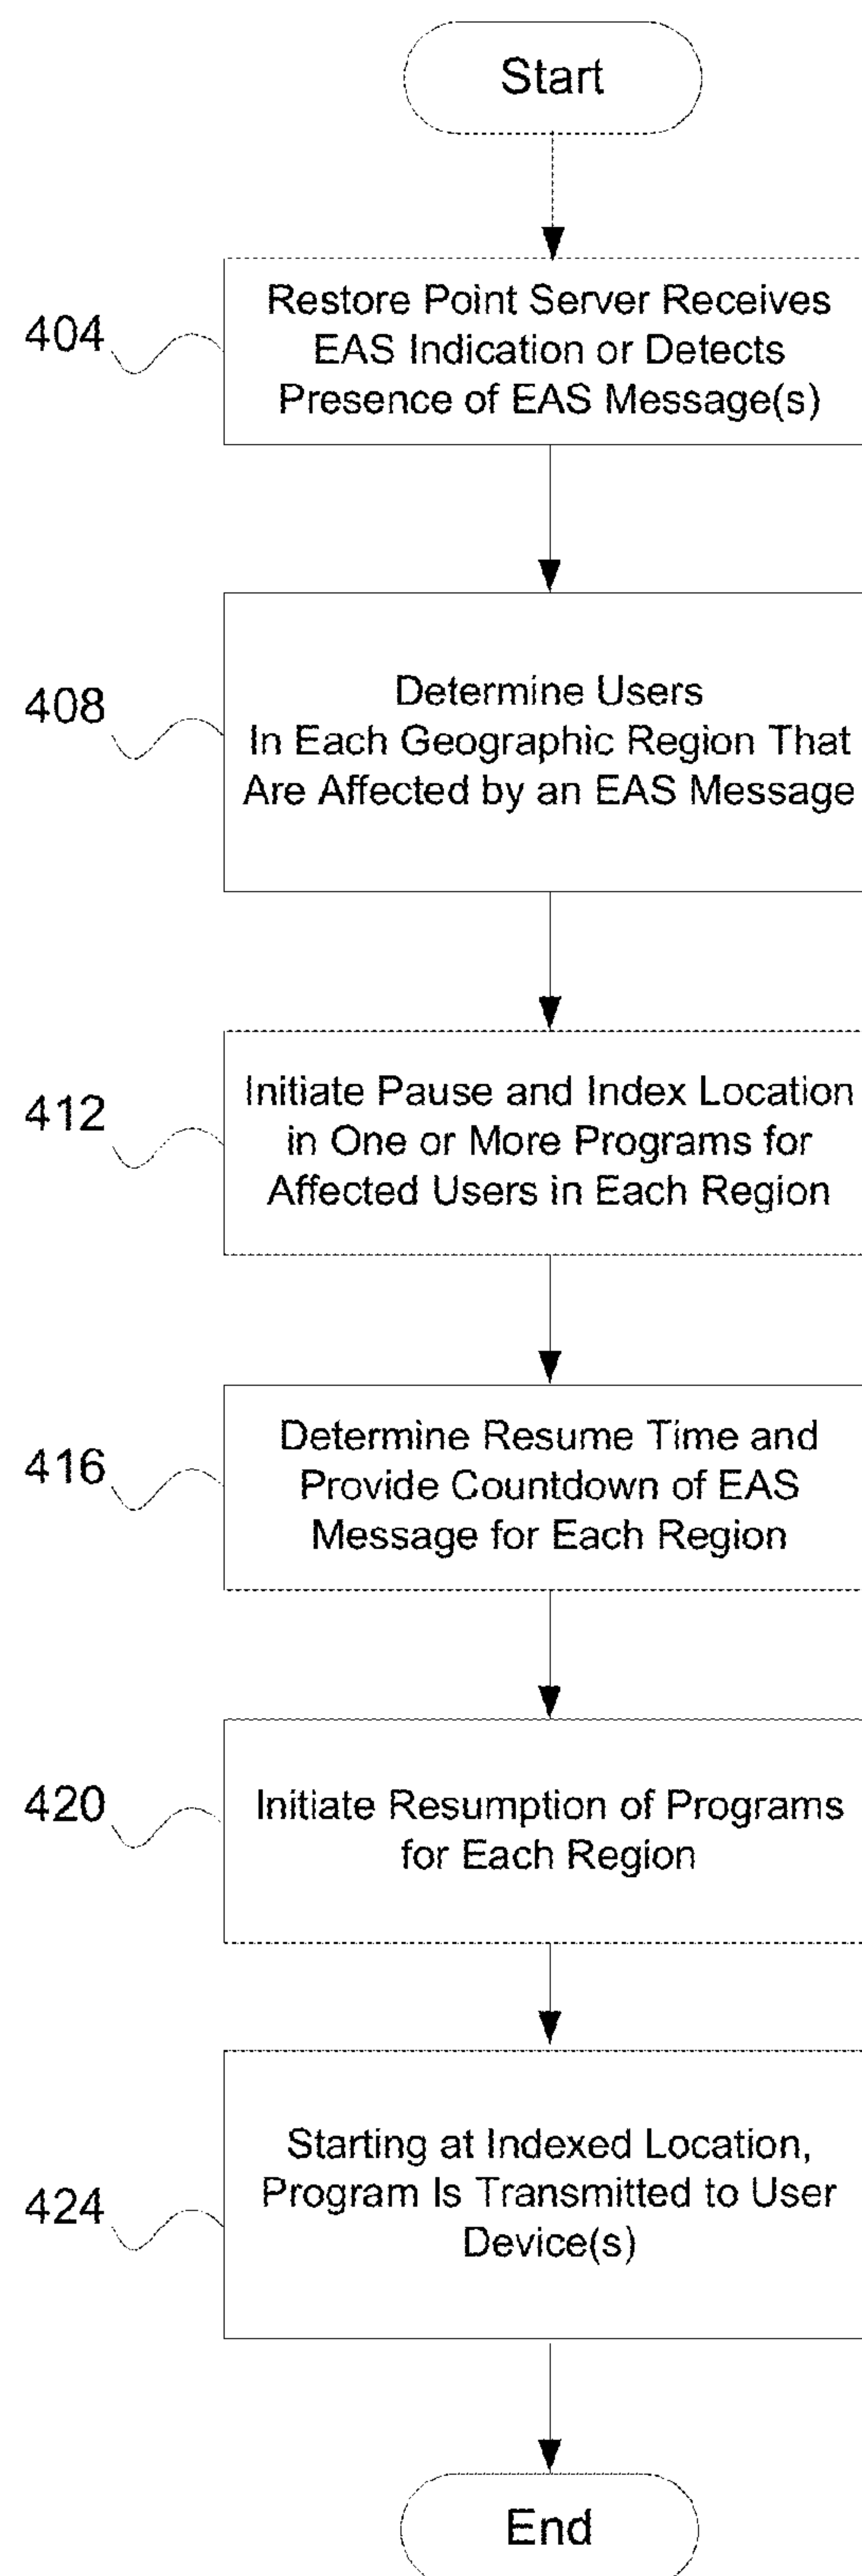 Start
404
Restore Point Server Receives
EAS Indication or Detects
Presence of EAS Message(s)
408
Determine Users
In Each Geographic Region That
Are Affected by an EAS Message
412
Initiate Pause and Index Location
in One or More Programs for
Affected Users in Each Region
416
Determine Resume Time and
Provide Countdown of EAS
Message for Each Region
420
Initiate Resumption of Programs
for Each Region
424
Starting at Indexed Location,
Program Is Transmitted to User
Device(s)
End